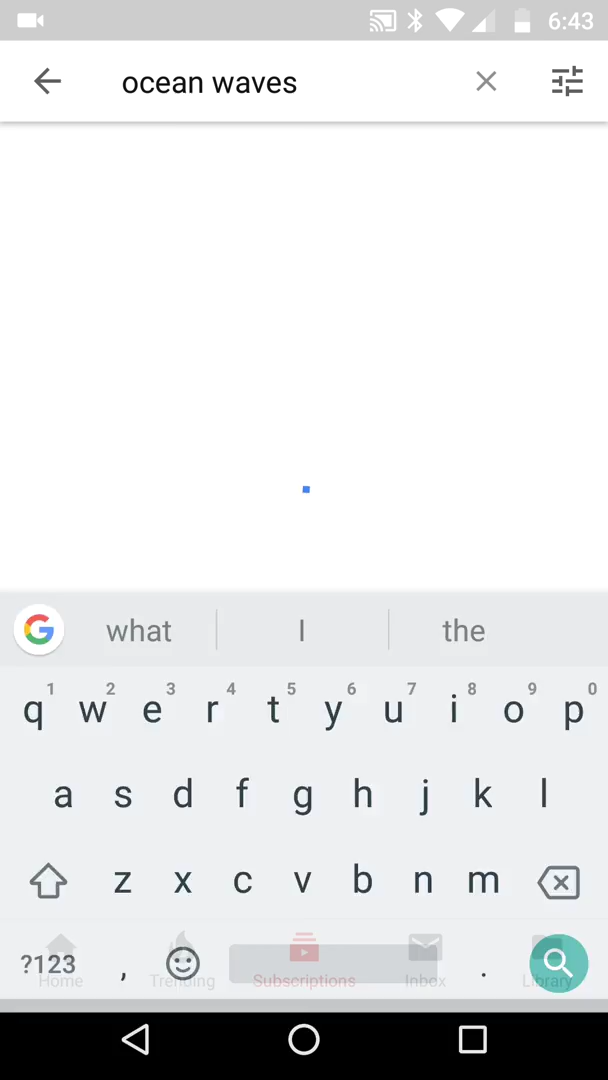 6:43
ocean waves
what I the
1 2 3 4 5 6 7 8 9 0
q w e r t y u i o p
a s d f g h j k l
z x c v b n m
?123 , .
Home Trending Subscriptions Inbox Library